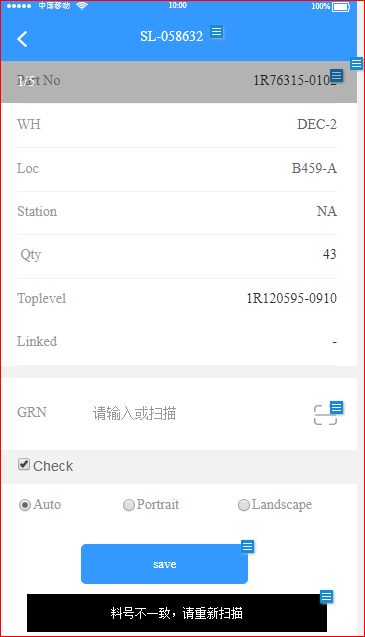 中国移动 10:00 100%
SL-058632
Part No 1R76315-0102
WH DEC-2
Loc B459-A
Station NA
Qty 43
Toplevel 1R120595-0910
Linked -
GRN 请输入或扫描
Check
Auto Portrait Landscape
save
料号不一致，请重新扫描